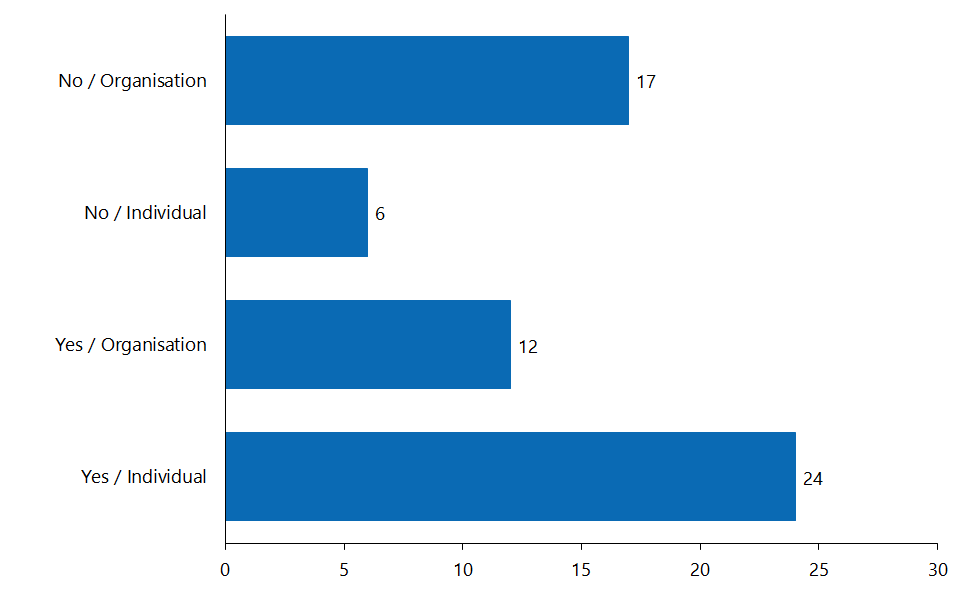 No / Organisation
17
No / Individual
6
Yes / Organisation
12
Yes / Individual
24
0 5 10 15 20 25 30